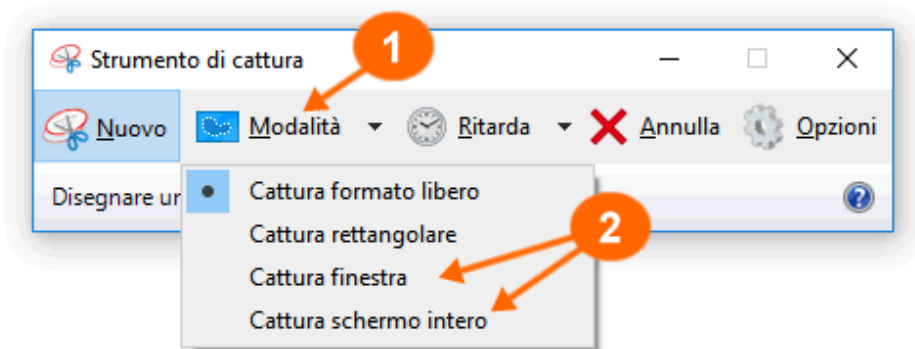 Strumento di cattura
1
Nuovo Modalità Ritarda Annulla Opzioni
Disegnare ur
Cattura formato libero
Cattura rettangolare
2
Cattura finestra
Cattura schermo intero